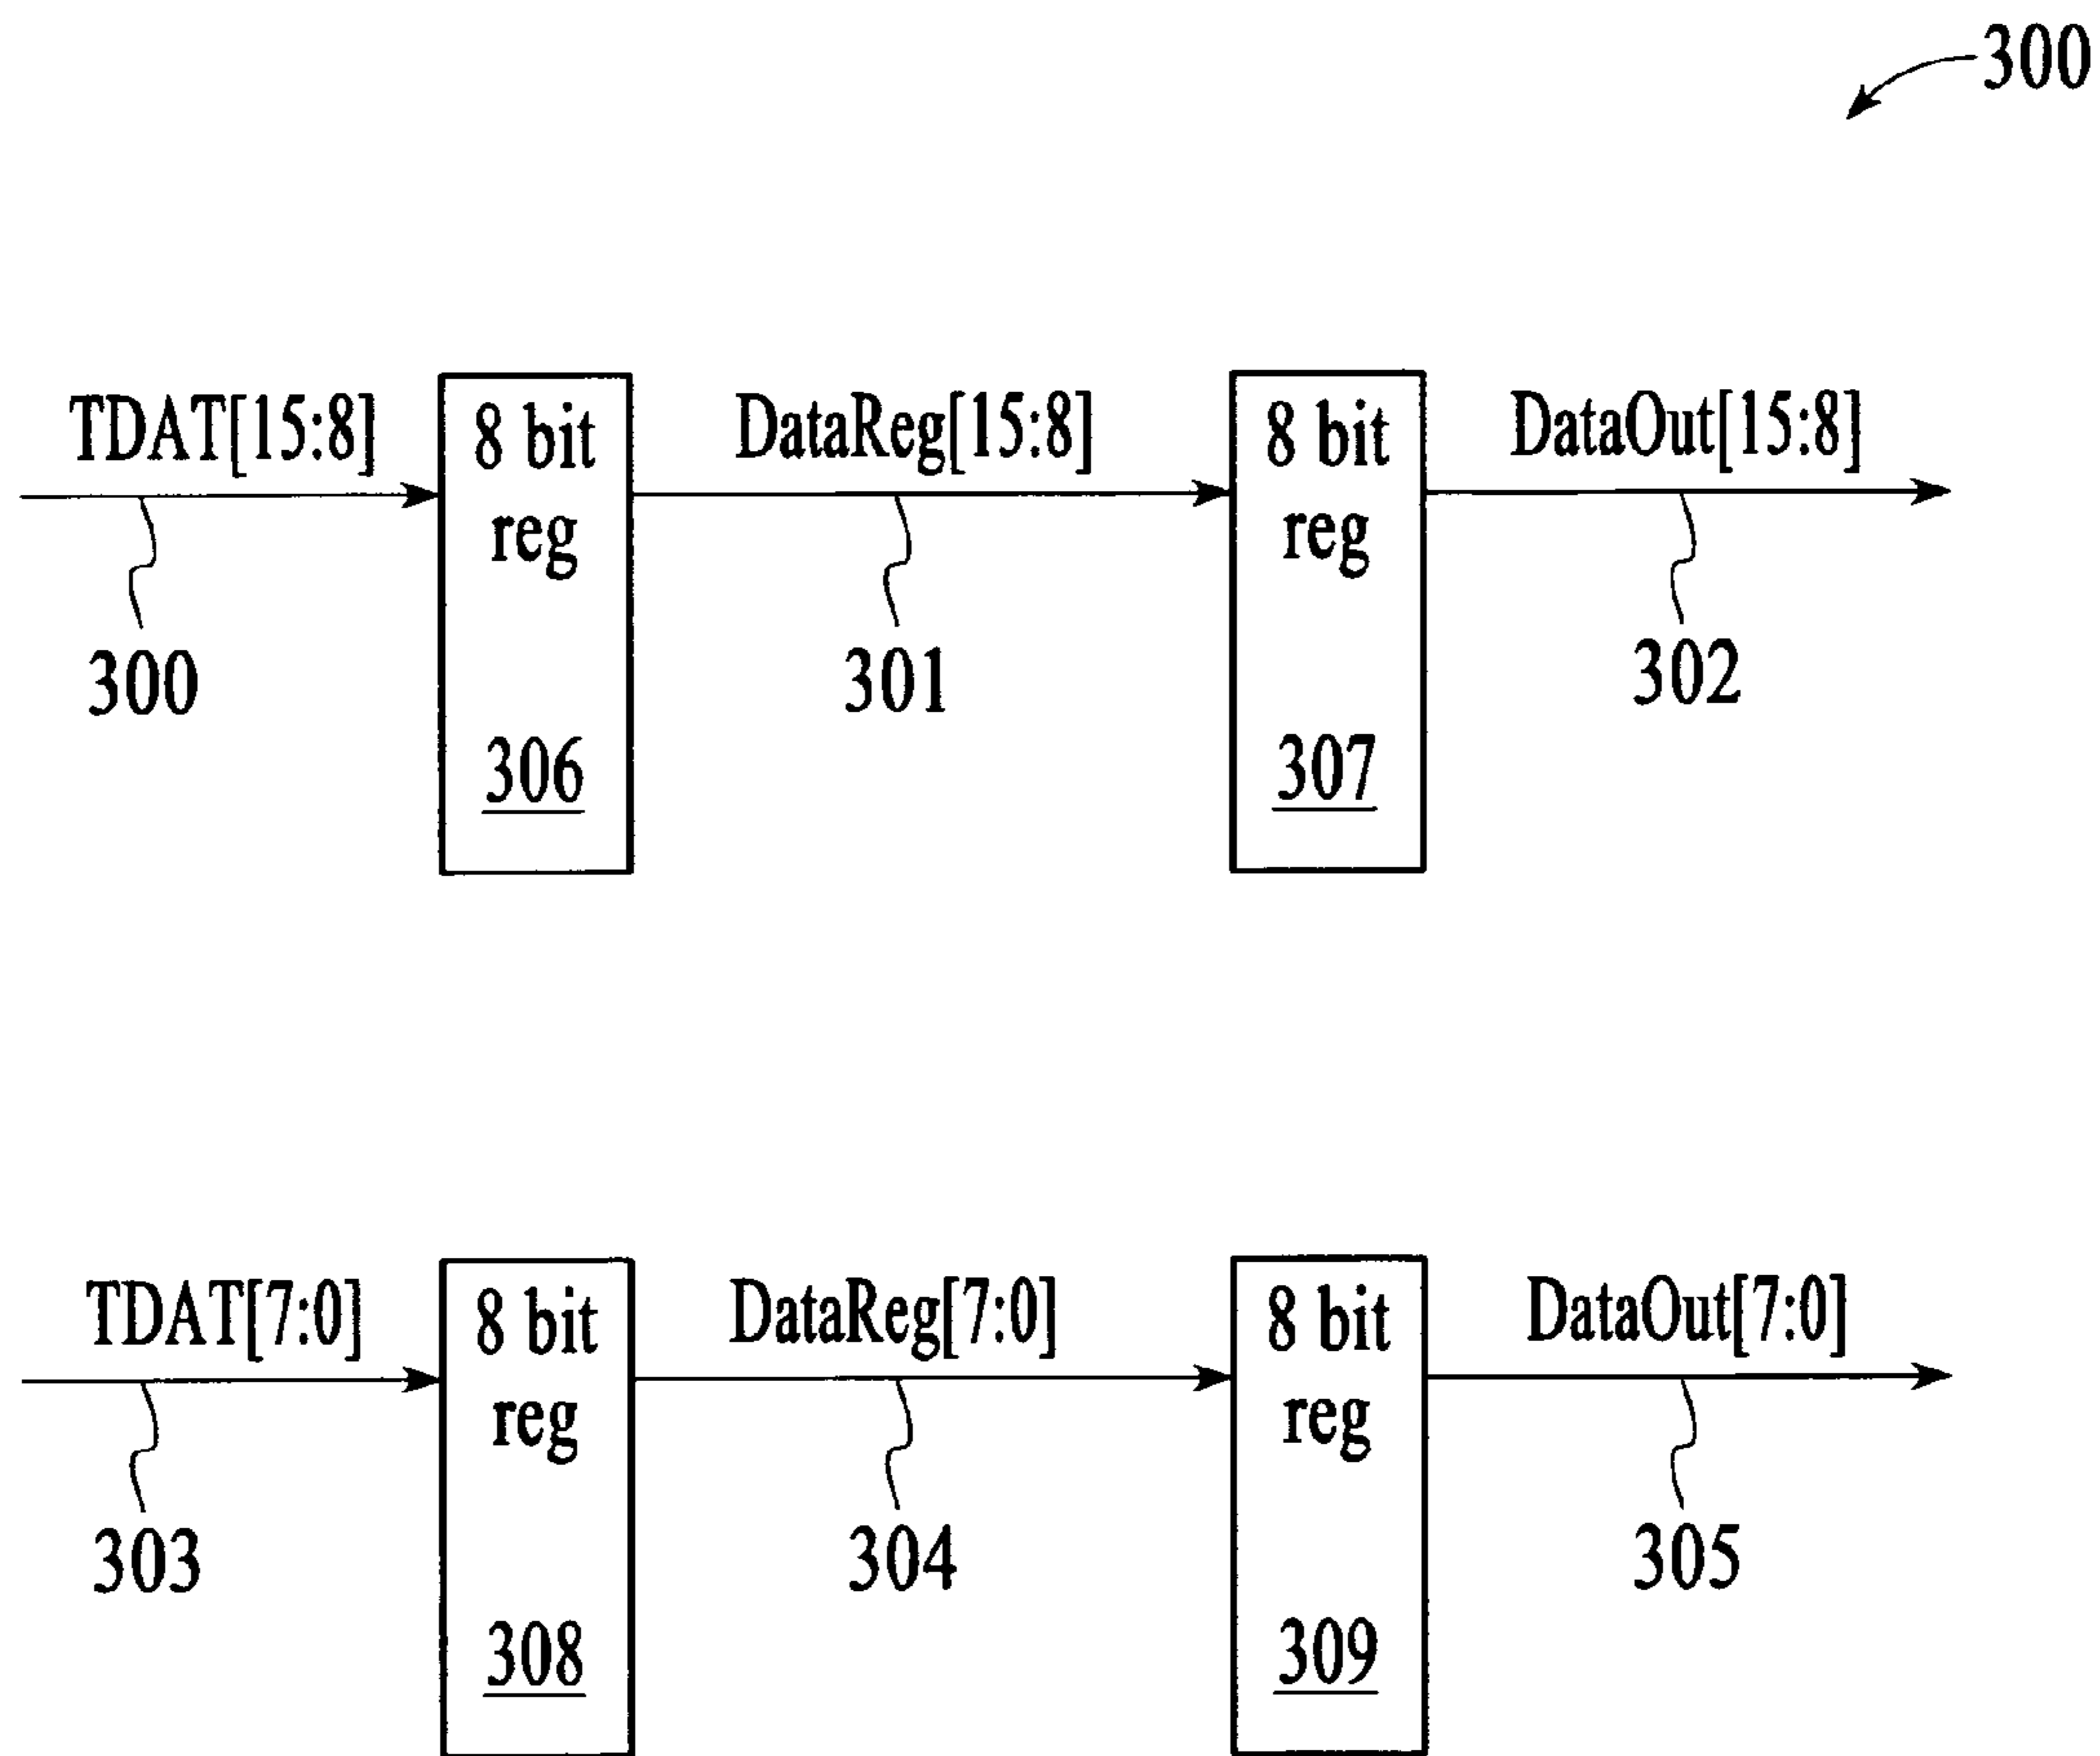 300
TDAT[15:8]
8 bit
reg
306
DataReg[15:8]
8 bit
reg
307
DataOut[15:8]
300
301
302
TDAT[7:0]
8 bit
reg
308
DataReg[7:0]
8 bit
reg
309
DataOut[7:0]
303
304
305